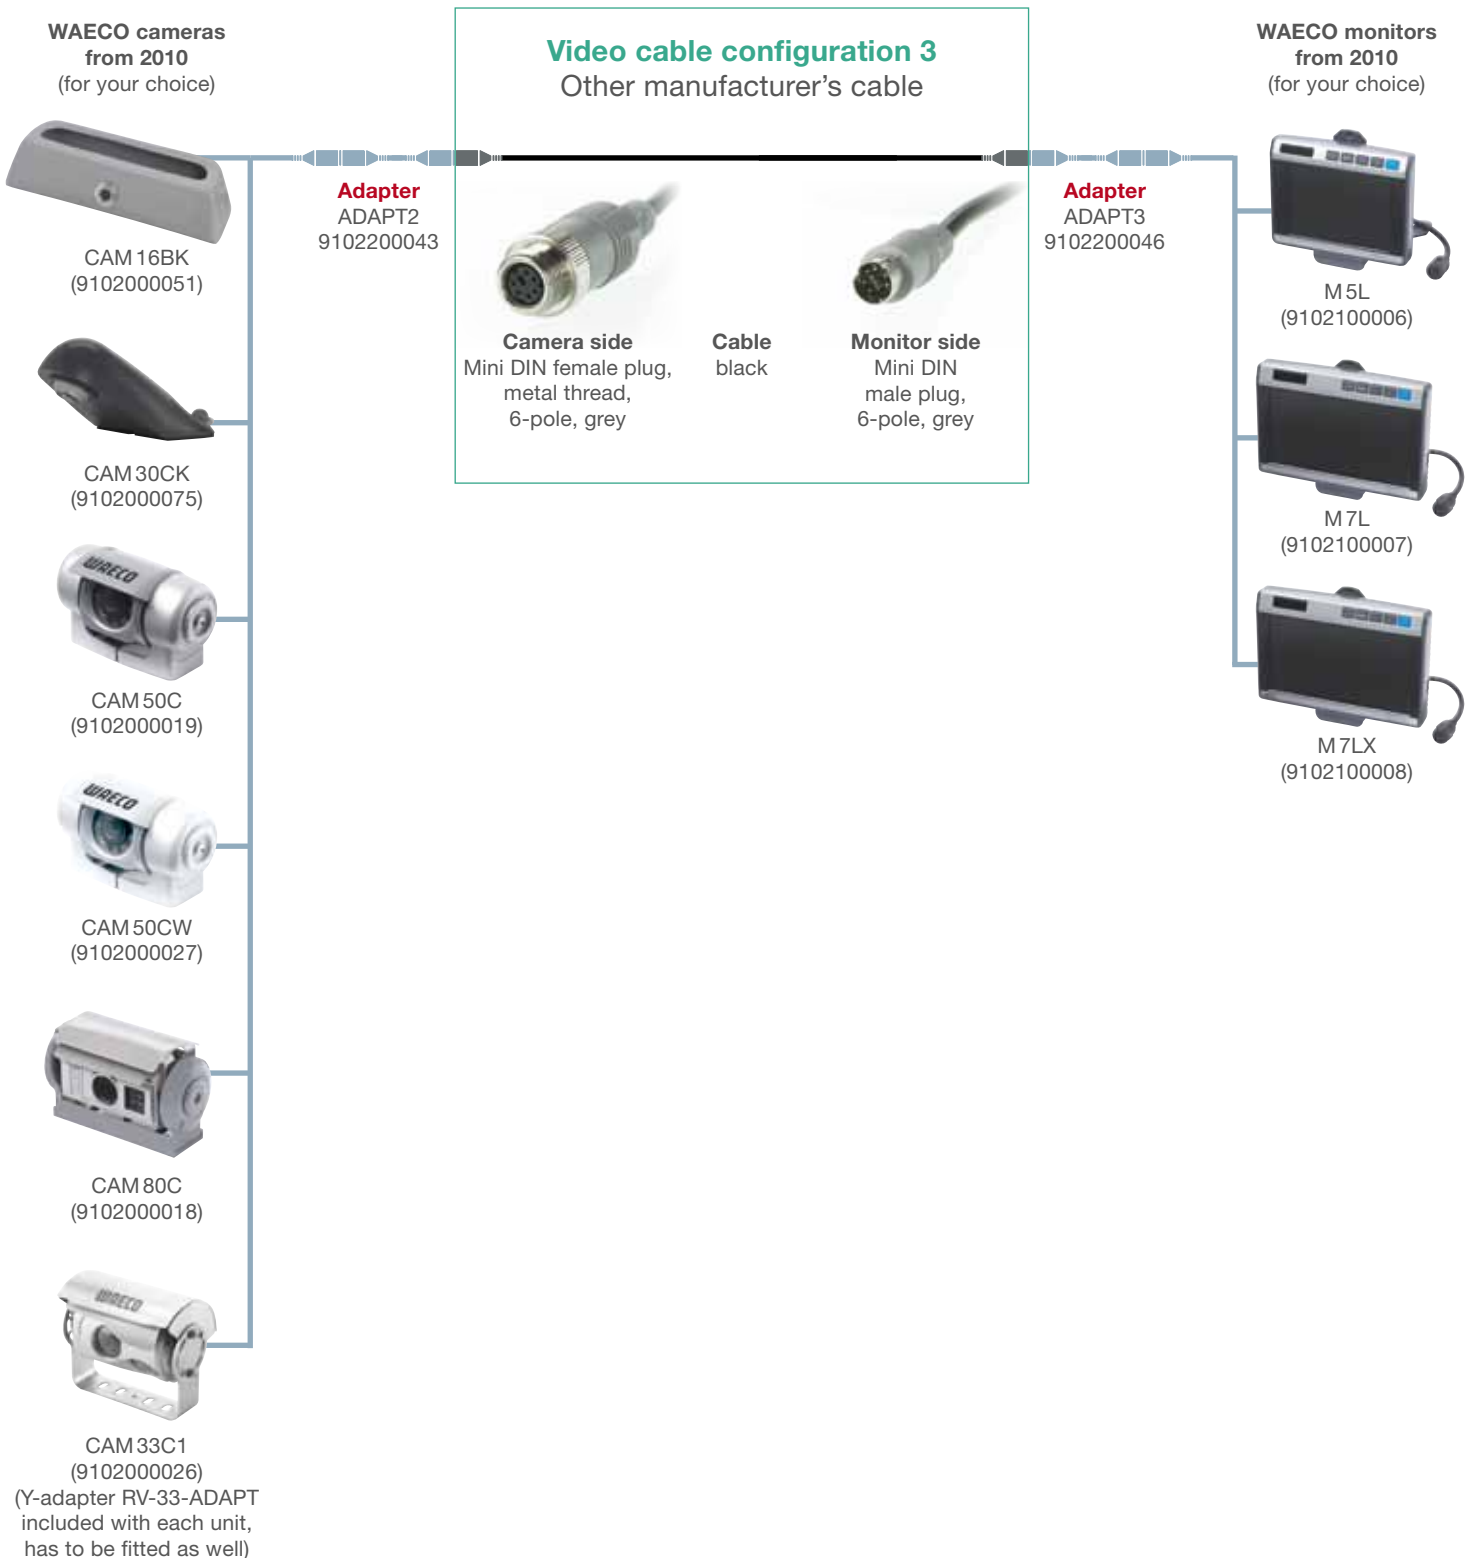 WAECO cameras
from 2010
(for your choice)
Video cable configuration 3
Other manufacturer's cable
WAECO monitors
from 2010
(for your choice)
Adapter
ADAPT2
9102200043
Adapter
ADAPT3
9102200046
Camera side
Mini DIN female plug,
metal thread,
6-pole, grey
Cable
black
Monitor side
Mini DIN
male plug,
6-pole, grey
CAM 16BK
(9102000051)
CAM 30CK
(9102000075)
WAECO
CAM 50C
(9102000019)
WAECO
CAM 50CW
(9102000027)
CAM 80C
(9102000018)
WAECO
CAM 33C1
(9102000026)
(Y-adapter RV-33-ADAPT
included with each unit,
has to be fitted as well)
M 5L
(9102100006)
M 7L
(9102100007)
M 7LX
(9102100008)